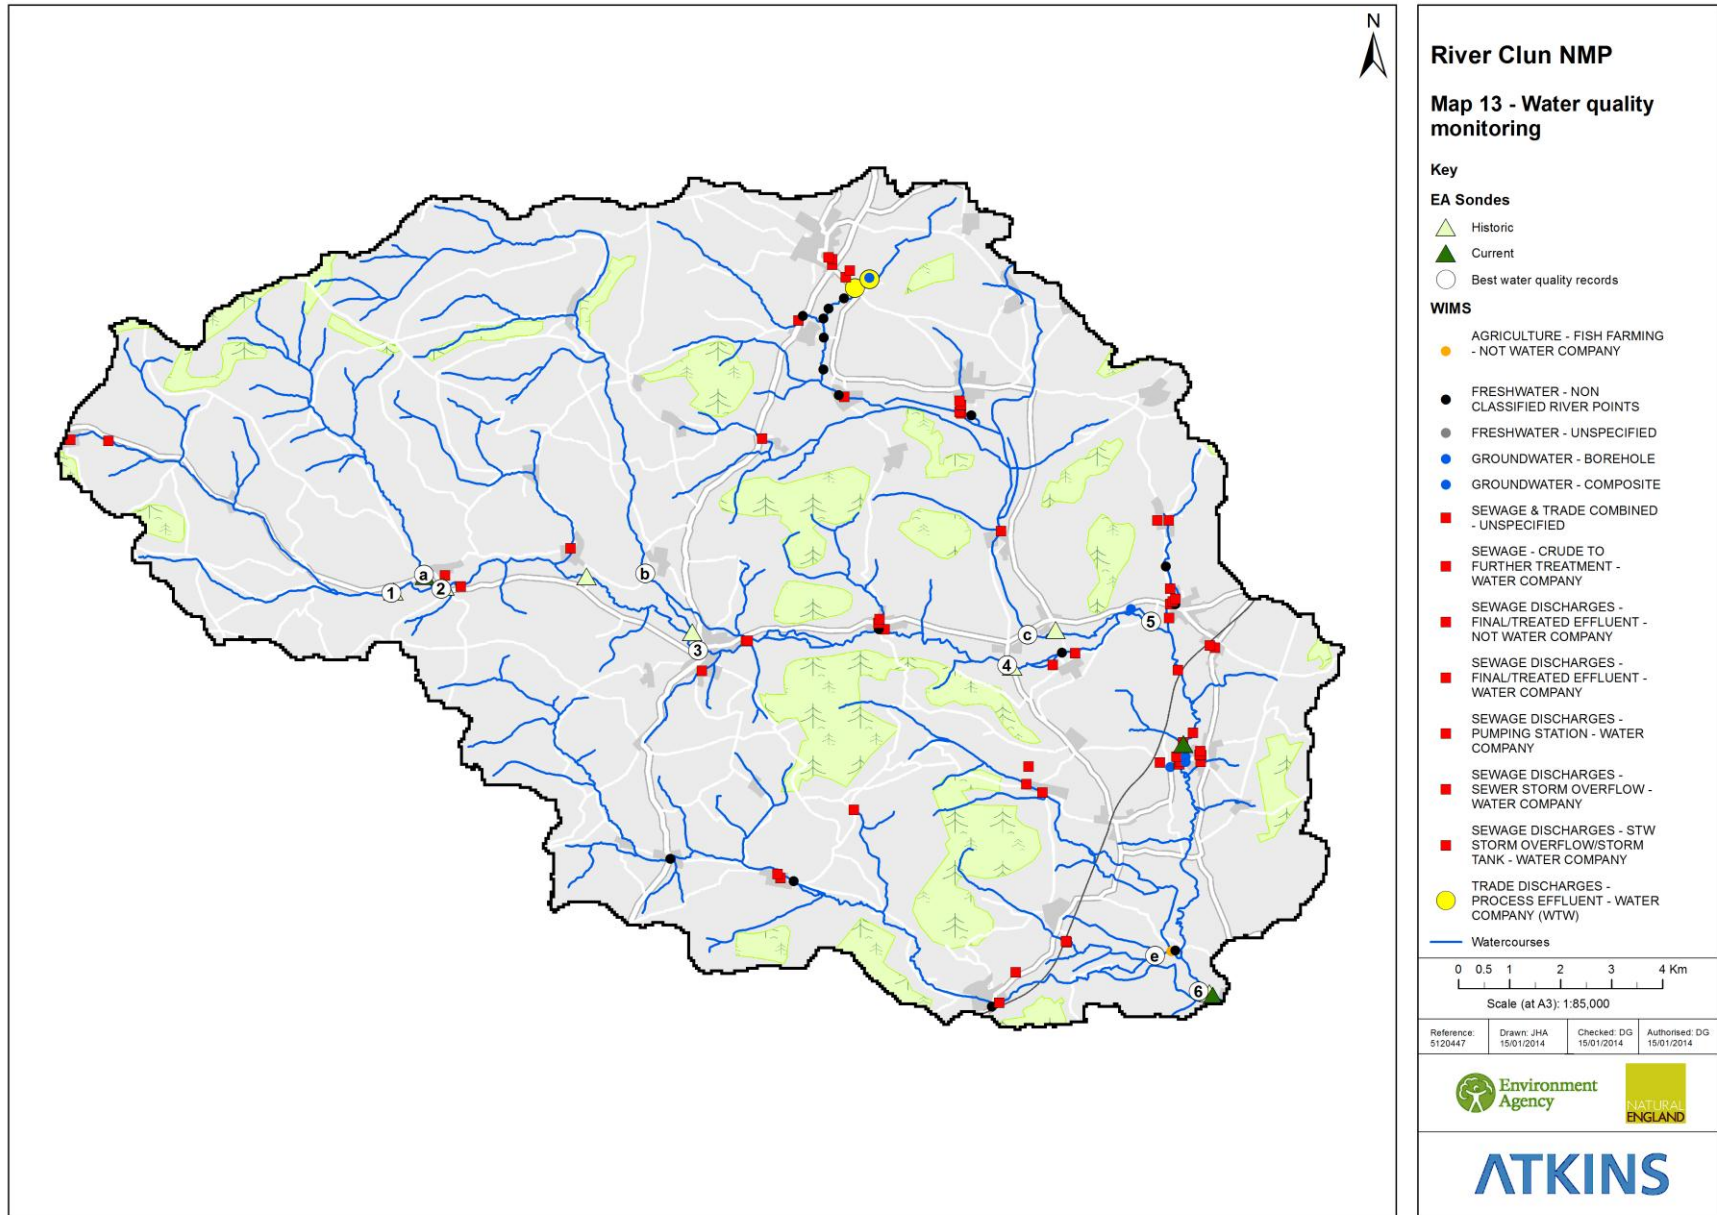 N
a
1
2
b
3
c
4
5
e
6
River Clun NMP
Map 13 - Water quality
monitoring
Key
EA Sondes
Historic
Current
Best water quality records
WIMS
AGRICULTURE - FISH FARMING
- NOT WATER COMPANY
FRESHWATER - NON
CLASSIFIED RIVER POINTS
FRESHWATER - UNSPECIFIED
GROUNDWATER - BOREHOLE
GROUNDWATER - COMPOSITE
SEWAGE & TRADE COMBINED
- UNSPECIFIED
SEWAGE - CRUDE TO
FURTHER TREATMENT -
WATER COMPANY
SEWAGE DISCHARGES -
FINAL/TREATED EFFLUENT -
NOT WATER COMPANY
SEWAGE DISCHARGES -
FINAL/TREATED EFFLUENT -
WATER COMPANY
SEWAGE DISCHARGES -
PUMPING STATION - WATER
COMPANY
SEWAGE DISCHARGES -
SEWER STORM OVERFLOW -
WATER COMPANY
SEWAGE DISCHARGES - STW
STORM OVERFLOW/STORM
TANK - WATER COMPANY
TRADE DISCHARGES -
PROCESS EFFLUENT - WATER
COMPANY (WTW)
Watercourses
0 0.5 1 2 3 4 Km
Scale (at A3): 1:85,000
Reference: Drawn: JHA Checked: DG Authorised: DG
5120447 15/01/2014 15/01/2014 15/01/2014
Environment
Agency
NATURAL
ENGLAND
ATKINS